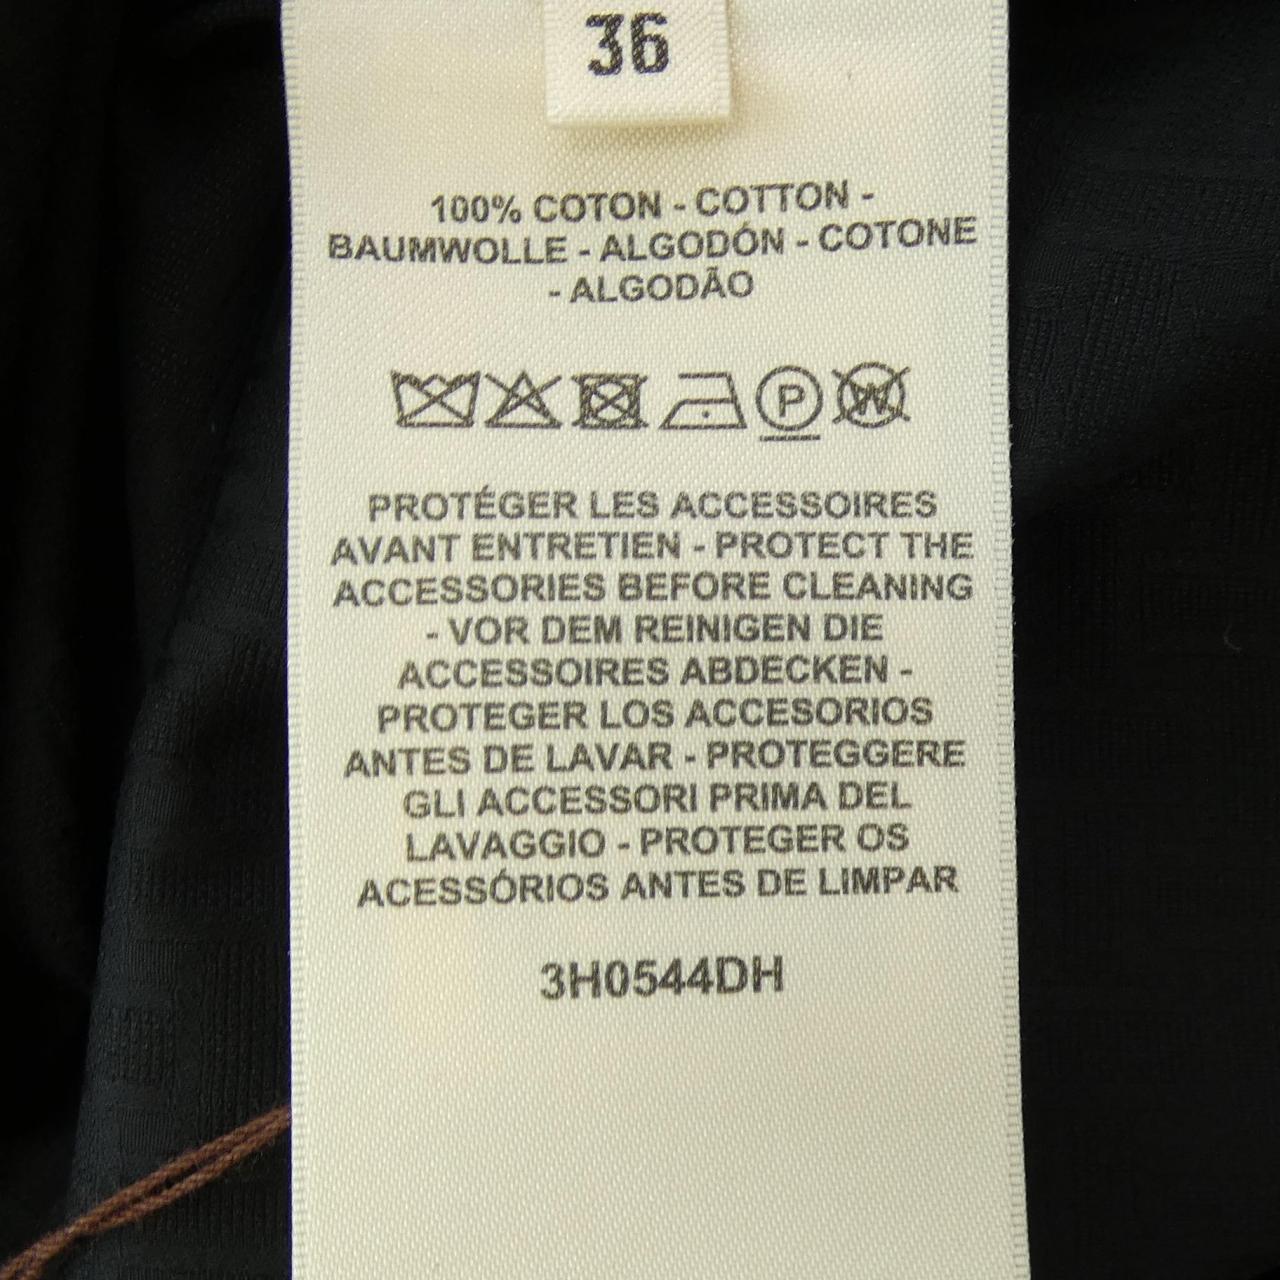 36
100% COTON - COTTON -
BAUMWOLLE - ALGODÓN - COTONE
- ALGODÃO
P W
PROTÉGER LES ACCESSOIRES
AVANT ENTRETIEN - PROTECT THE
ACCESSORIES BEFORE CLEANING
- VOR DEM REINIGEN DIE
ACCESSOIRES ABDECKEN -
PROTEGER LOS ACCESORIOS
ANTES DE LAVAR - PROTEGGERE
GLI ACCESSORI PRIMA DEL
LAVAGGIO - PROTEGER OS
ACESSÓRIOS ANTES DE LIMPAR
3H0544DH